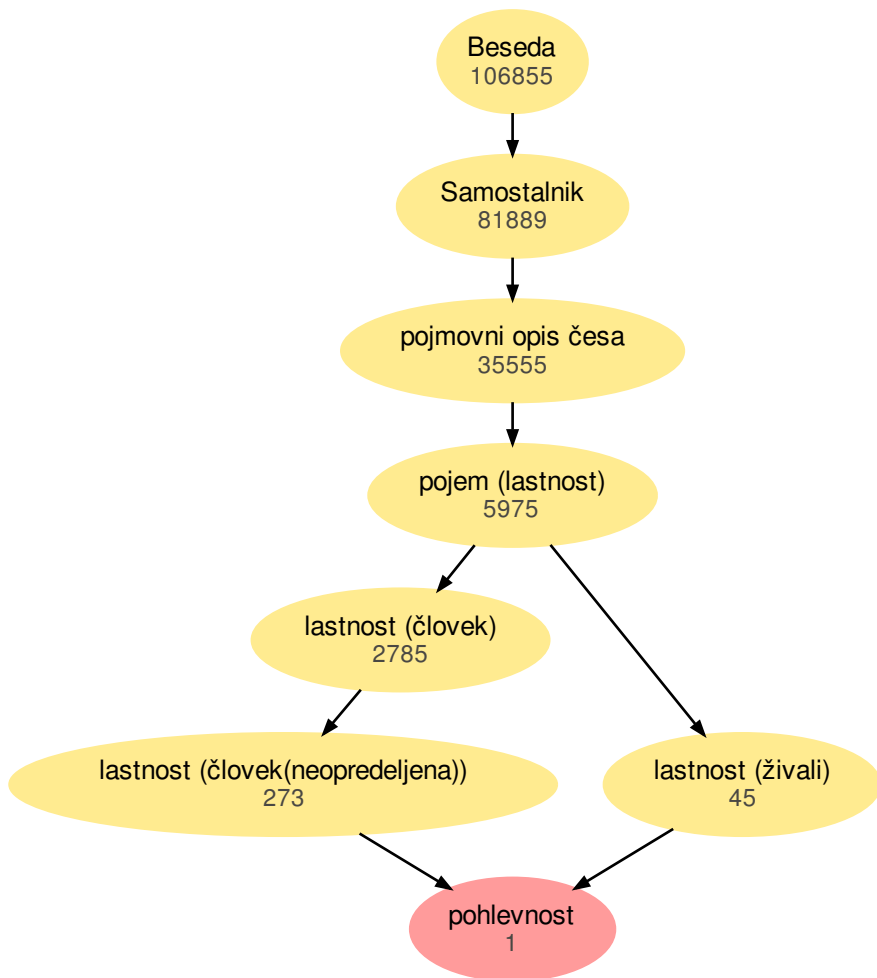 Beseda
106855
Samostalnik
81889
pojmovni opis česa
35555
pojem (lastnost)
5975
lastnost (človek)
2785
lastnost (človek(neopredeljena))
273
lastnost (živali)
45
pohlevnost
1